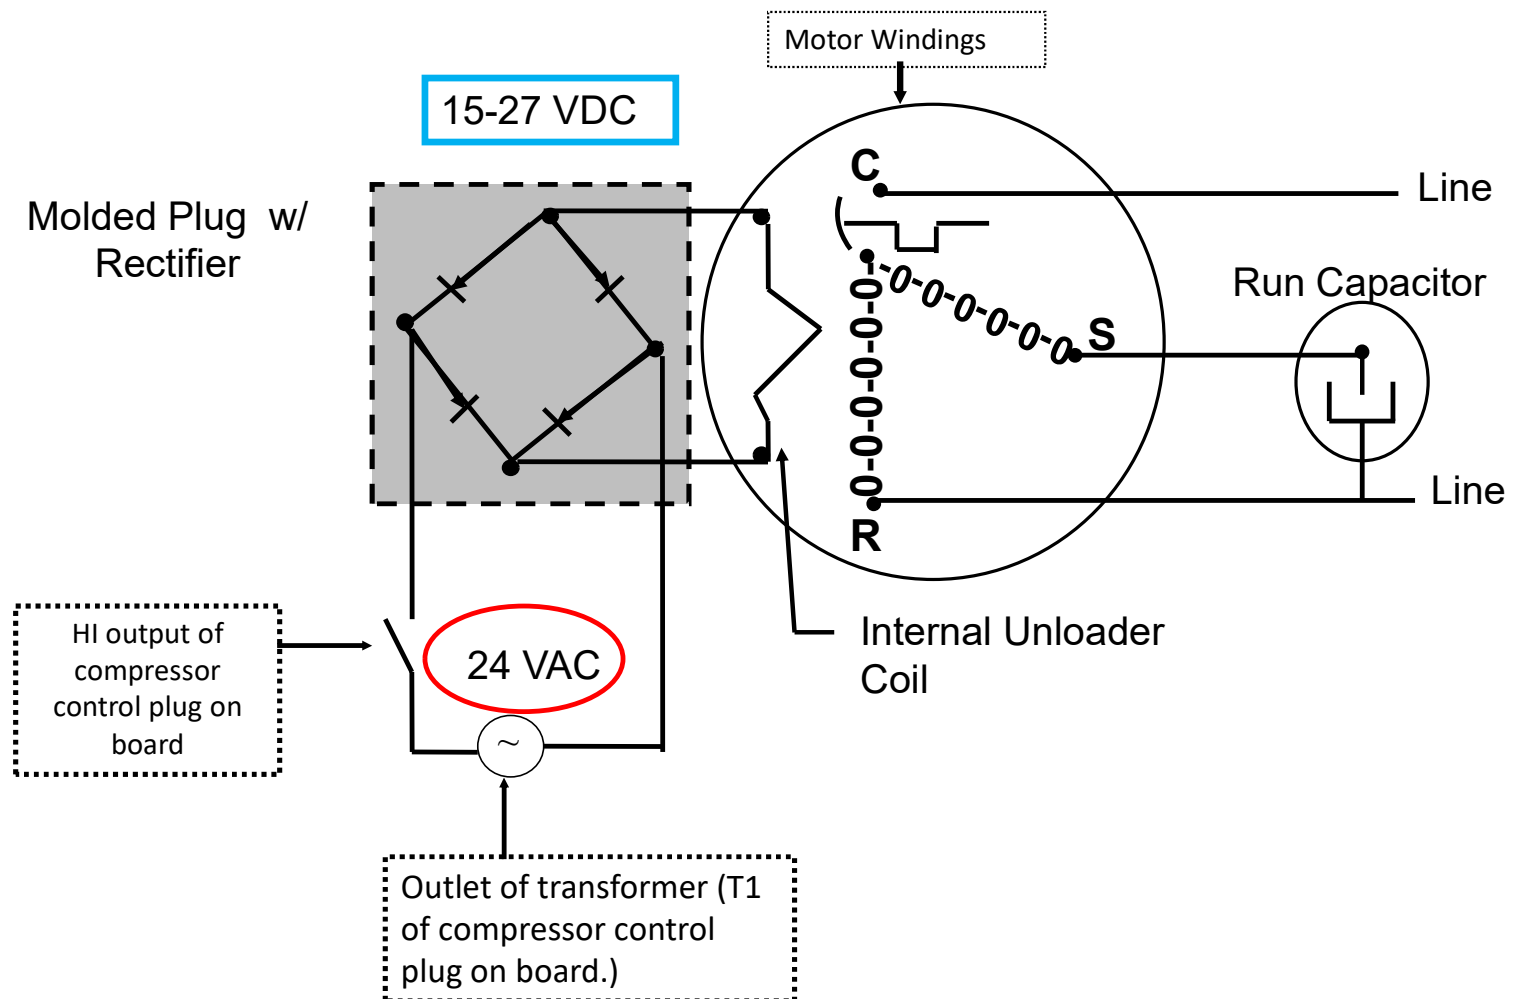 Motor Windings
15-27 VDC
Molded Plug w/
Rectifier
C
Line
Run Capacitor
S
Line
R
HI output of
compressor
control plug on
board
24 VAC
~
Internal Unloader
Coil
Outlet of transformer (T1
of compressor control
plug on board.)